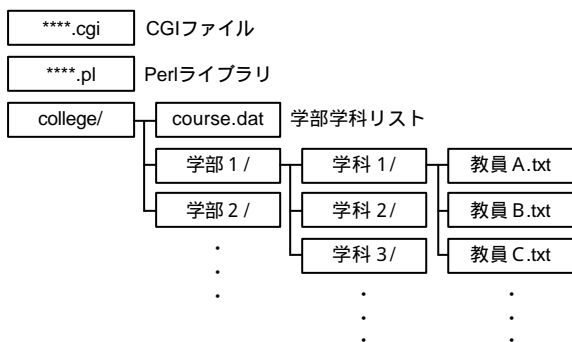 ****.cgi CGIファイル
****.pl Perlライブラリ
college/ course.dat 学部学科リスト
学部 1 / 学科 1/ 教員 A.txt
学部 2 / 学科 2/ 教員 B.txt
学科 3/ 教員 C.txt